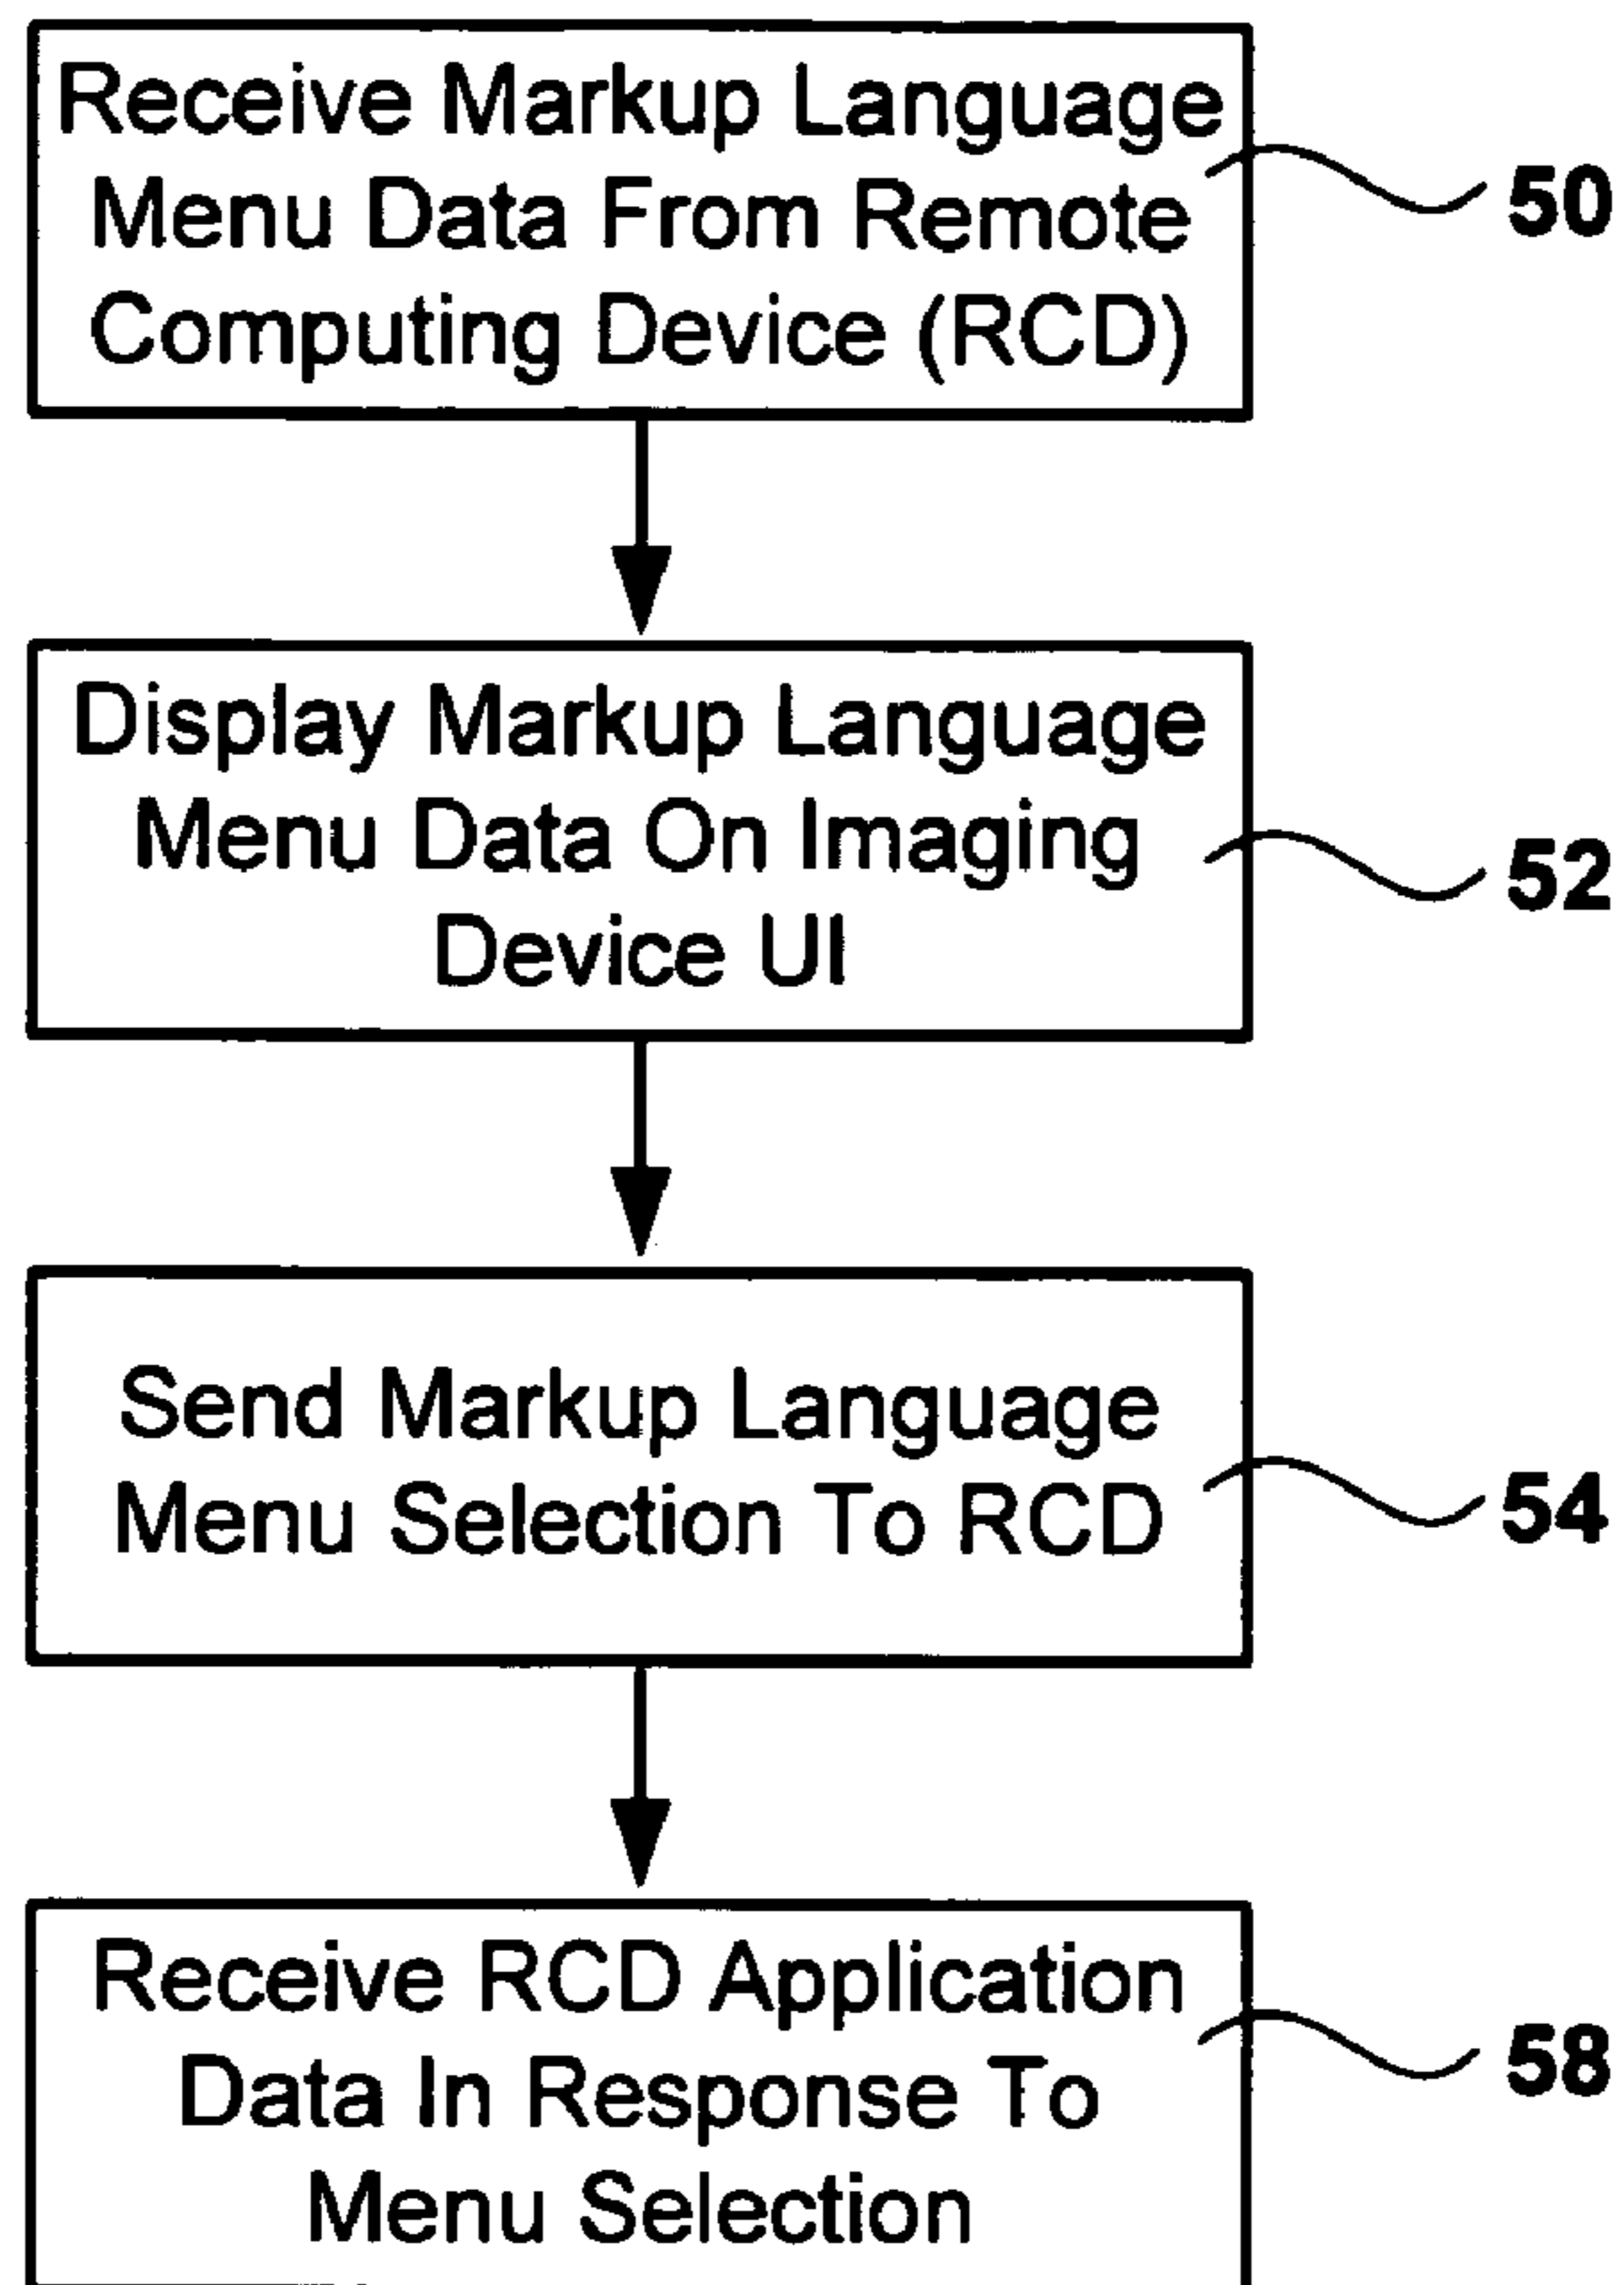 Receive Markup Language
Menu Data From Remote
Computing Device (RCD)
50
Display Markup Language
Menu Data On Imaging
Device UI
52
Send Markup Language
Menu Selection To RCD
54
Receive RCD Application
Data In Response To
Menu Selection
58